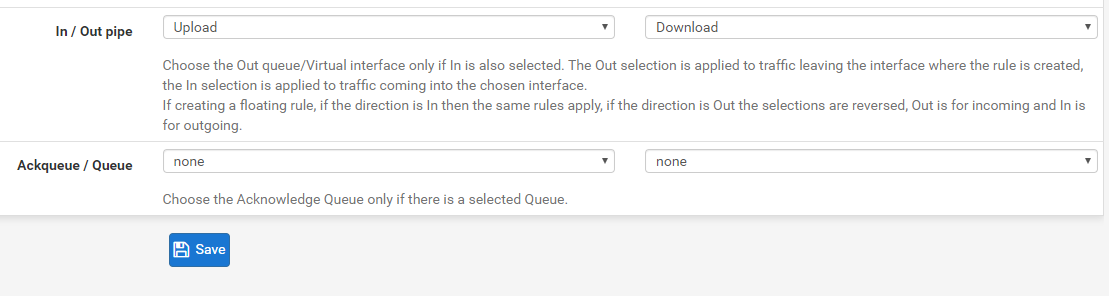 In / Out pipe Upload Download
Choose the Out queue/Virtual interface only if In is also selected. The Out selection is applied to traffic leaving the interface where the rule is created,
the In selection is applied to traffic coming into the chosen interface.
If creating a floating rule, if the direction is In then the same rules apply, if the direction is Out the selections are reversed, Out is for incoming and In is
for outgoing.
Ackqueue / Queue none none
Choose the Acknowledge Queue only if there is a selected Queue.
Save